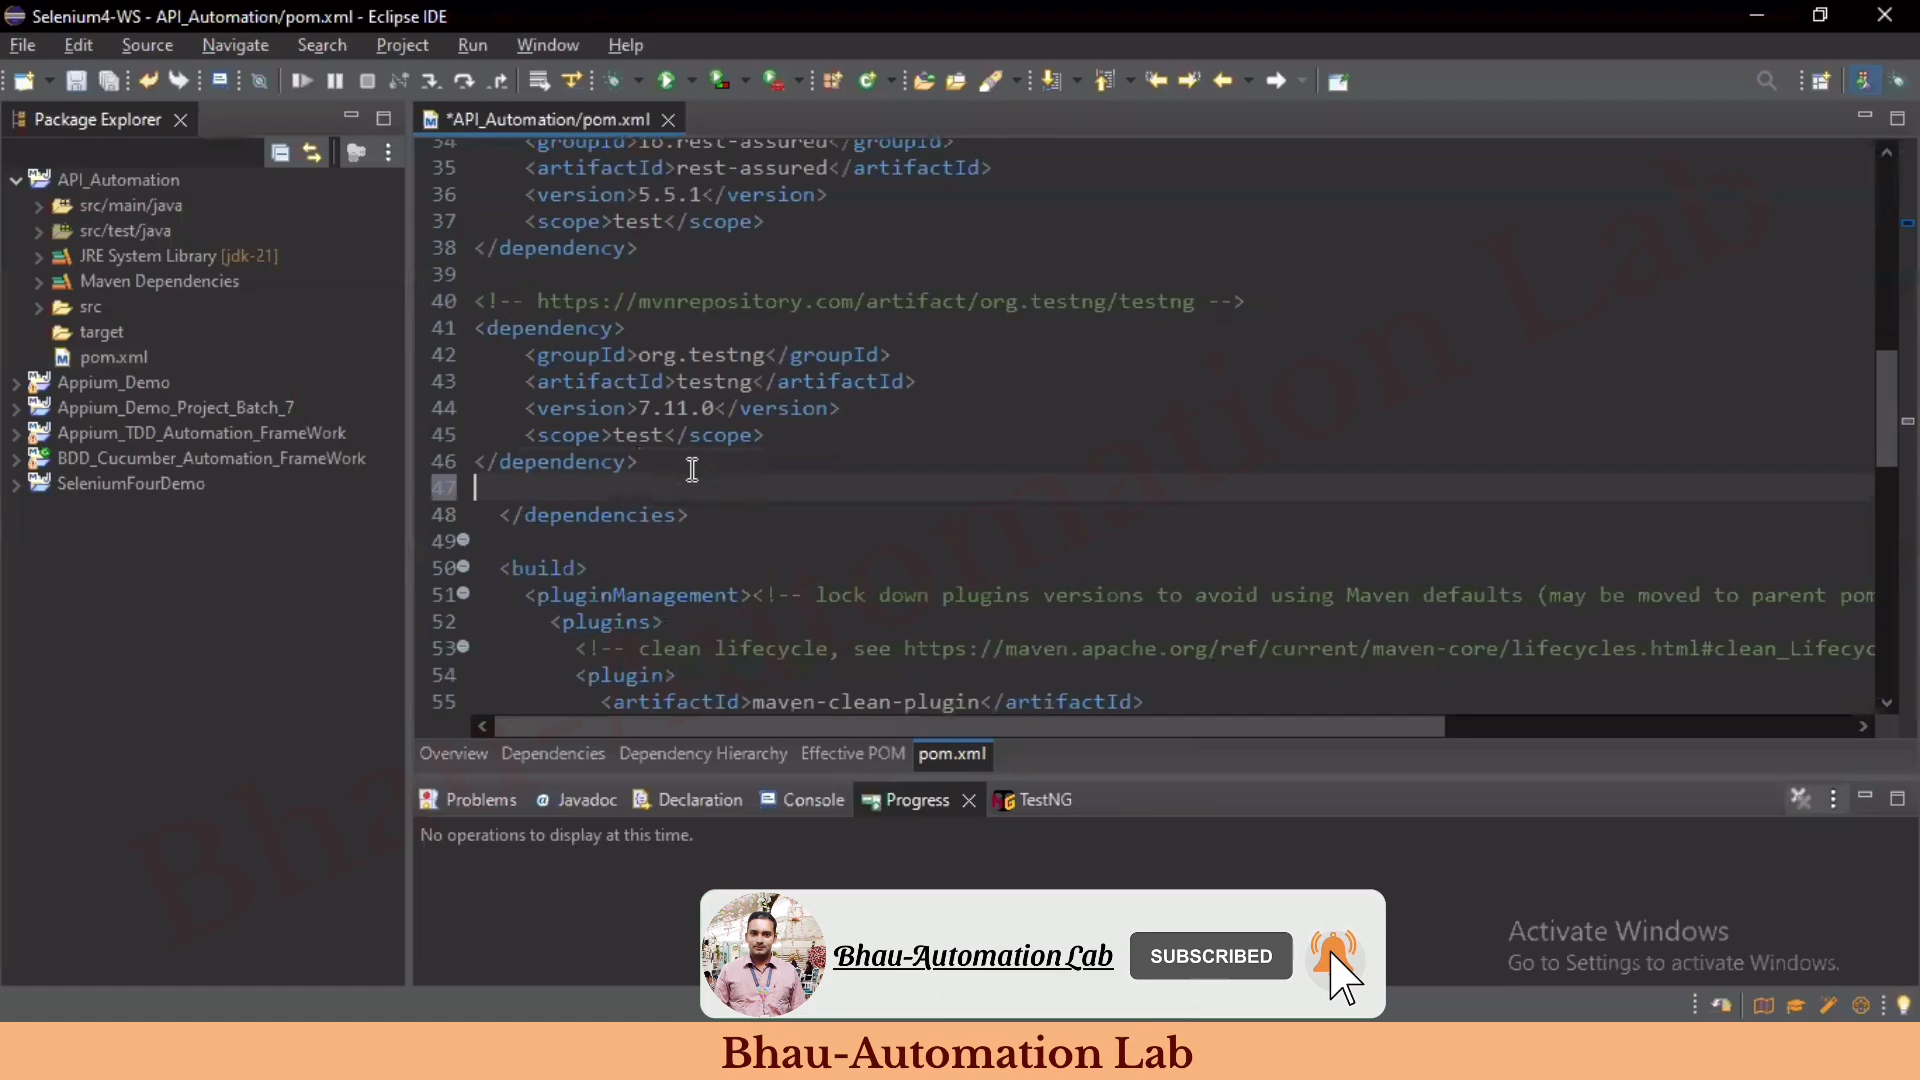 Selenium4-WS - API_Automation/pom.xml - Eclipse IDE
File Edit Source Navigate Search Project Run Window Help
Package Explorer
*API_Automation/pom.xml
API_Automation
src/main/java
src/test/java
JRE System Library [jdk-21]
Maven Dependencies
src
target
pom.xml
Appium_Demo
Appium_Demo_Project_Batch_7
Appium_TDD_Automation_FrameWork
BDD_Cucumber_Automation_FrameWork
SeleniumFourDemo
34 <groupId>io.rest-assured</groupId>
35 <artifactId>rest-assured</artifactId>
36 <version>5.5.1</version>
37 <scope>test</scope>
38 </dependency>
39
40 <!-- https://mvnrepository.com/artifact/org.testng/testng -->
41 <dependency>
42 <groupId>org.testng</groupId>
43 <artifactId>testng</artifactId>
44 <version>7.11.0</version>
45 <scope>test</scope>
46 </dependency>
47
48 </dependencies>
49
50 <build>
51 <pluginManagement><!-- lock down plugins versions to avoid using Maven defaults (may be moved to parent pom
52 <plugins>
53 <!-- clean lifecycle, see https://maven.apache.org/ref/current/maven-core/lifecycles.html#clean_Lifecyc
54 <plugin>
55 <artifactId>maven-clean-plugin</artifactId>
Overview Dependencies Dependency Hierarchy Effective POM pom.xml
Problems Javadoc Declaration Console Progress TestNG
No operations to display at this time.
Bhau-Automation Lab
Bhau-Automation Lab SUBSCRIBED
Activate Windows
Go to Settings to activate Windows.
Bhau-Automation Lab